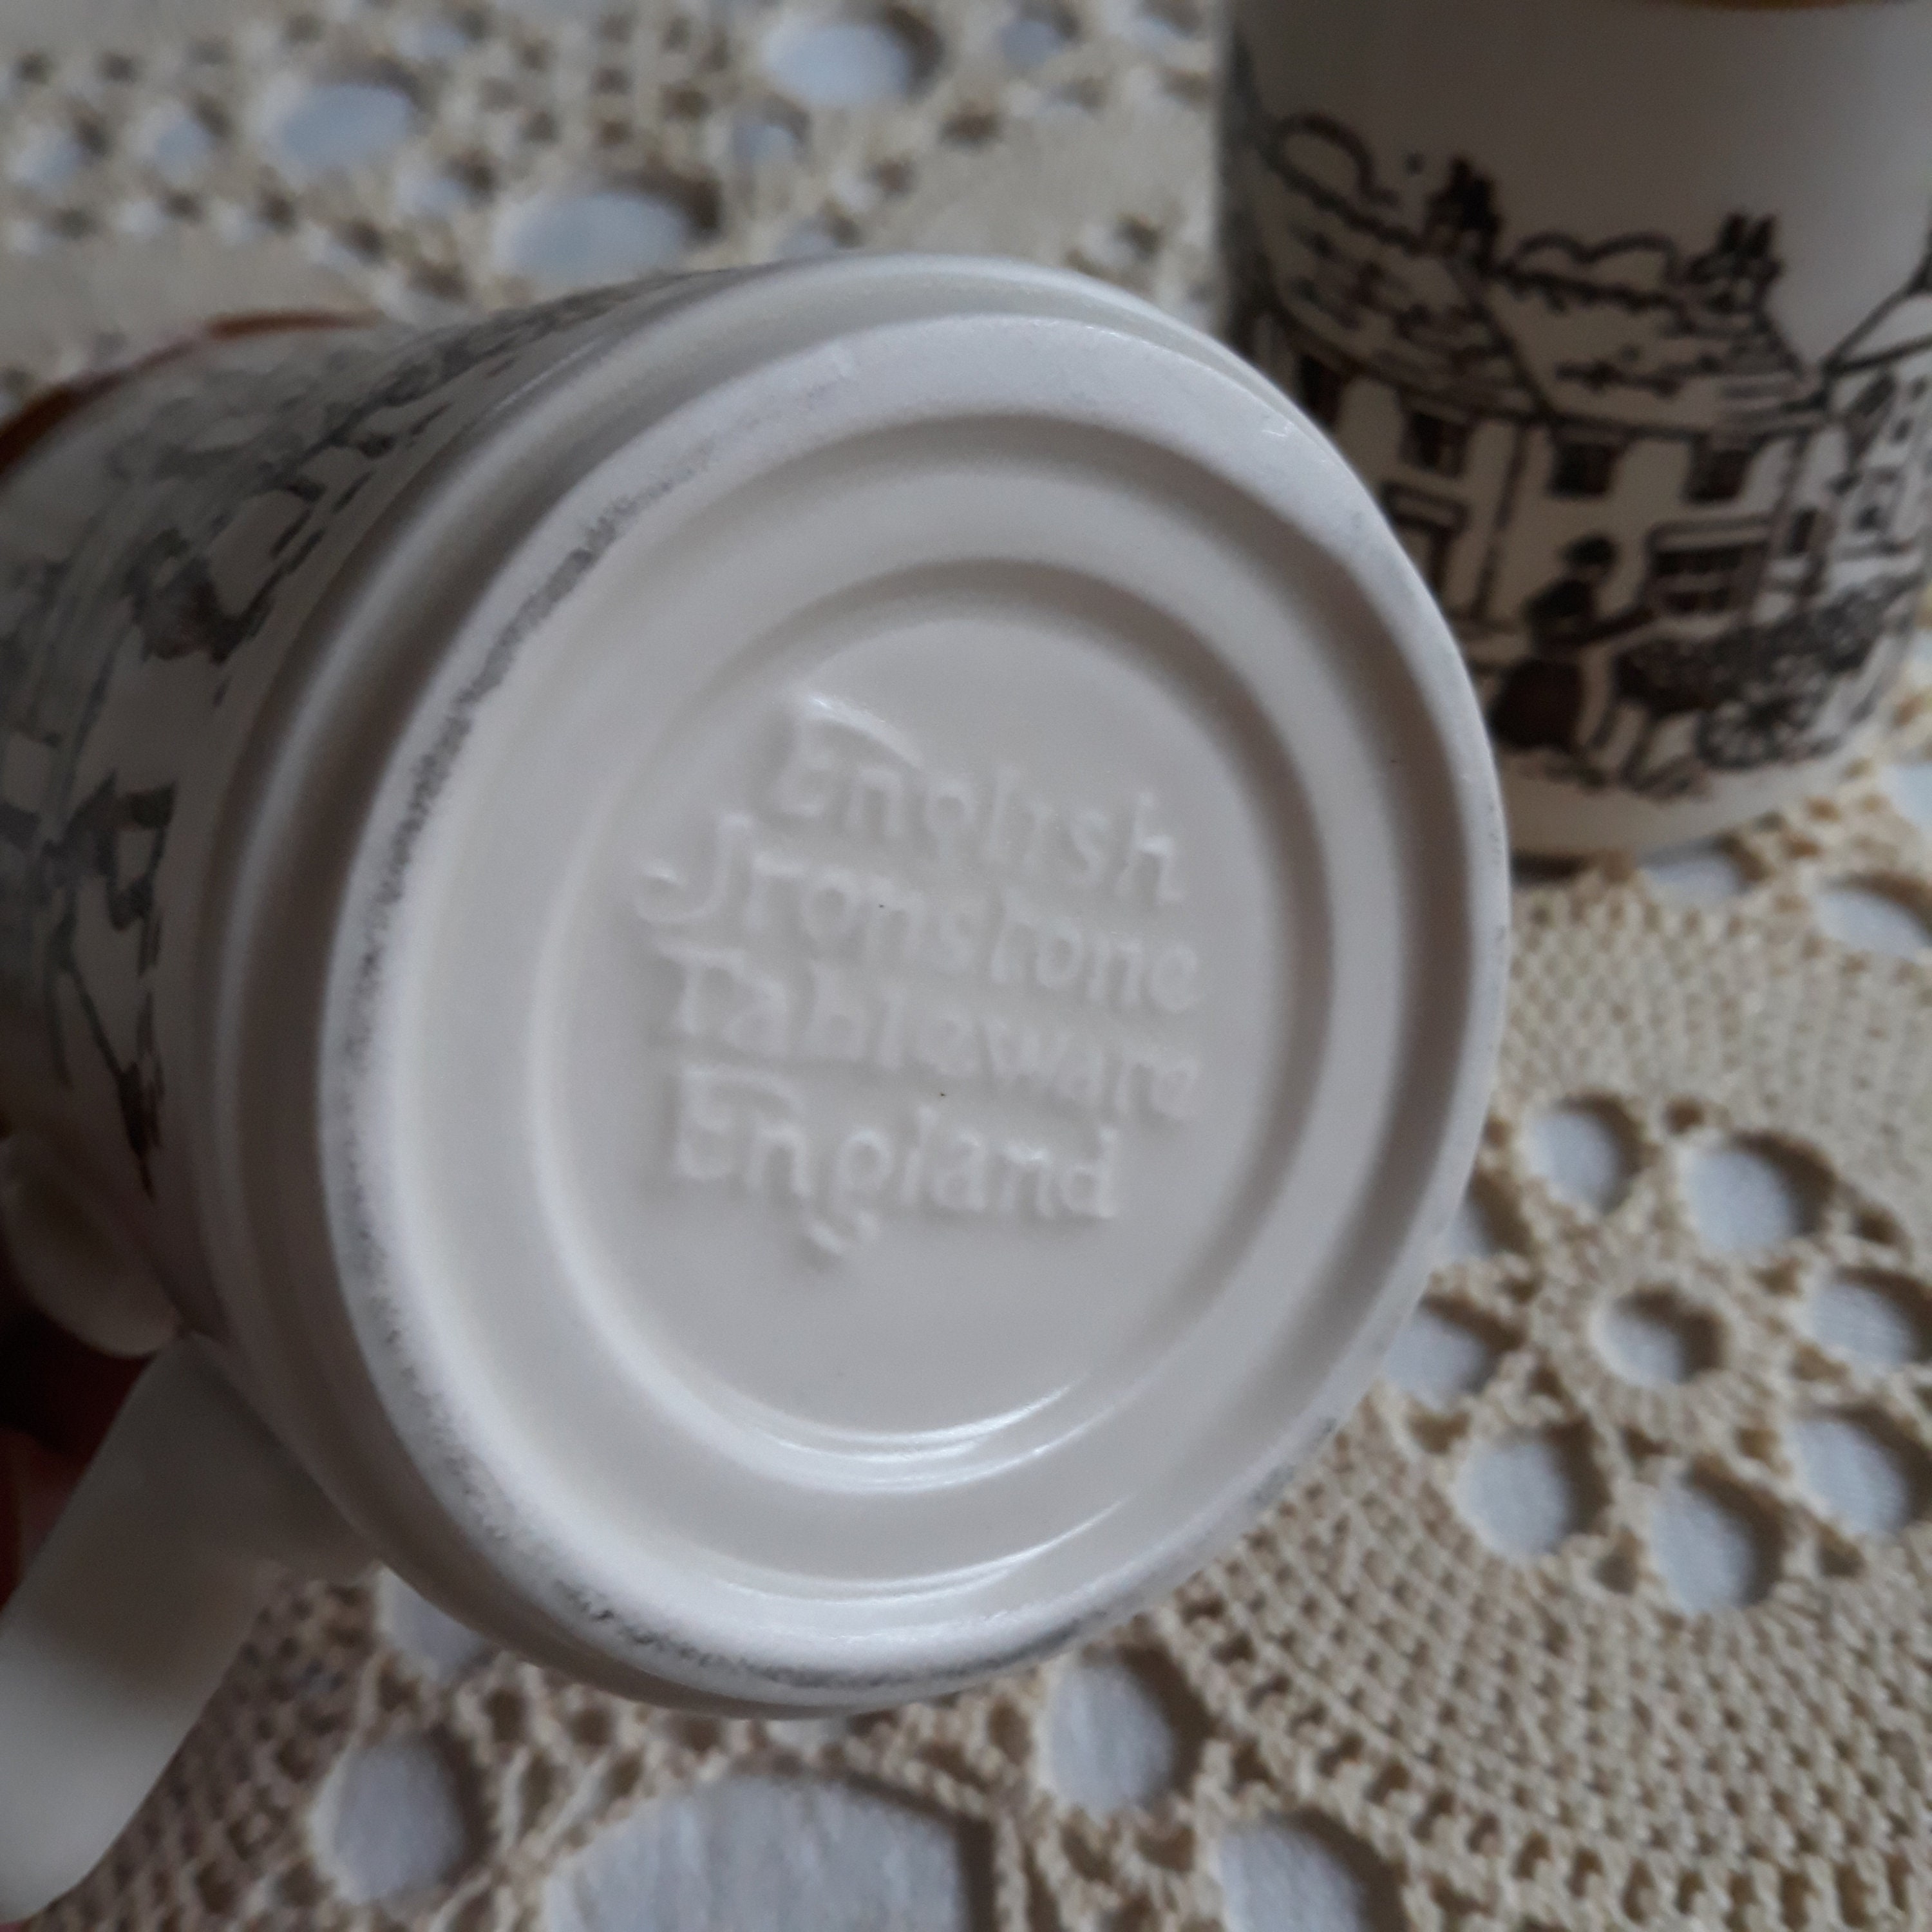 English
Ironstone
Tableware
England